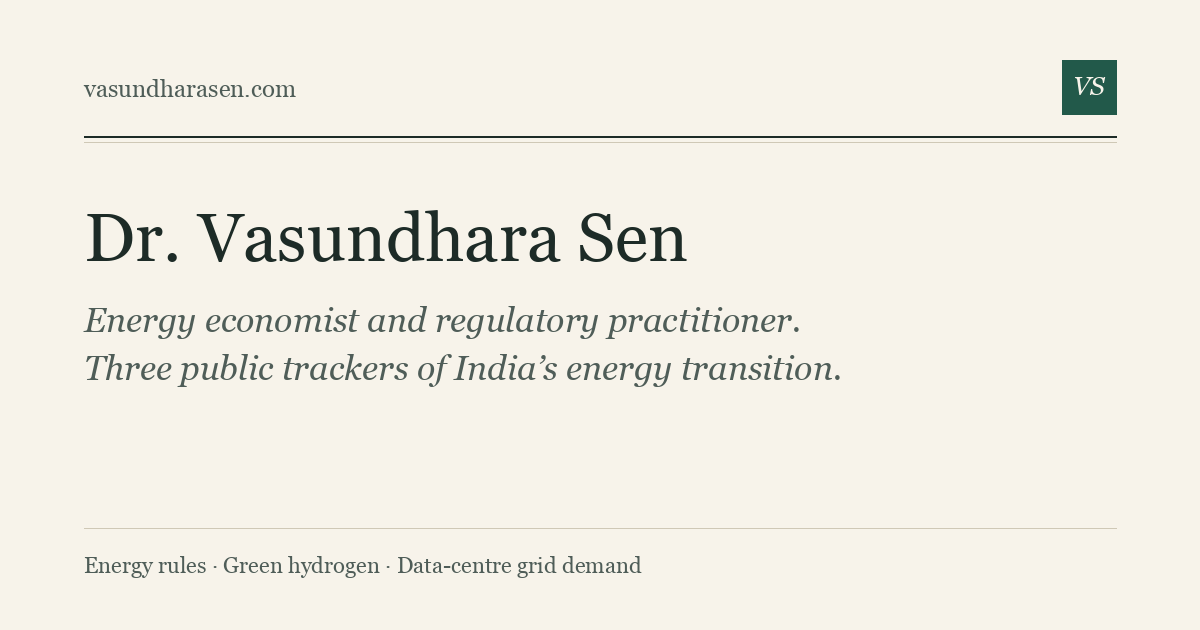 vasundharasen.com
VS
Dr. Vasundhara Sen
Energy economist and regulatory practitioner.
Three public trackers of India’s energy transition.
Energy rules · Green hydrogen · Data-centre grid demand